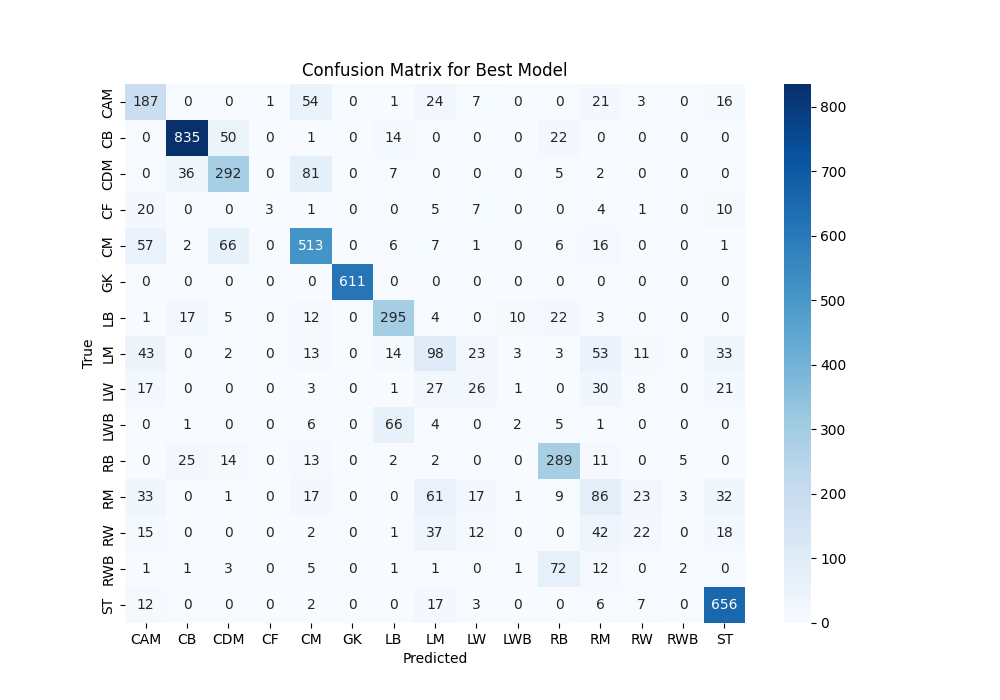 Confusion Matrix for Best Model
CAM 187 0 0 1 54 0 1 24 7 0 0 21 3 0 16
CB 0 835 50 0 1 0 14 0 0 0 22 0 0 0 0
CDM 0 36 292 0 81 0 7 0 0 0 5 2 0 0 0
CF 20 0 0 3 1 0 0 5 7 0 0 4 1 0 10
CM 57 2 66 0 513 0 6 7 1 0 6 16 0 0 1
GK 0 0 0 0 0 611 0 0 0 0 0 0 0 0 0
LB 1 17 5 0 12 0 295 4 0 10 22 3 0 0 0
LM 43 0 2 0 13 0 14 98 23 3 3 53 11 0 33
LW 17 0 0 0 3 0 1 27 26 1 0 30 8 0 21
LWB 0 1 0 0 6 0 66 4 0 2 5 1 0 0 0
RB 0 25 14 0 13 0 2 2 0 0 289 11 0 5 0
RM 33 0 1 0 17 0 0 61 17 1 9 86 23 3 32
RW 15 0 0 0 2 0 1 37 12 0 0 42 22 0 18
RWB 1 1 3 0 5 0 1 1 0 1 72 12 0 2 0
ST 12 0 0 0 2 0 0 17 3 0 0 6 7 0 656
CAM CB CDM CF CM GK LB LM LW LWB RB RM RW RWB ST
Predicted
True
800
700
600
500
400
300
200
100
0